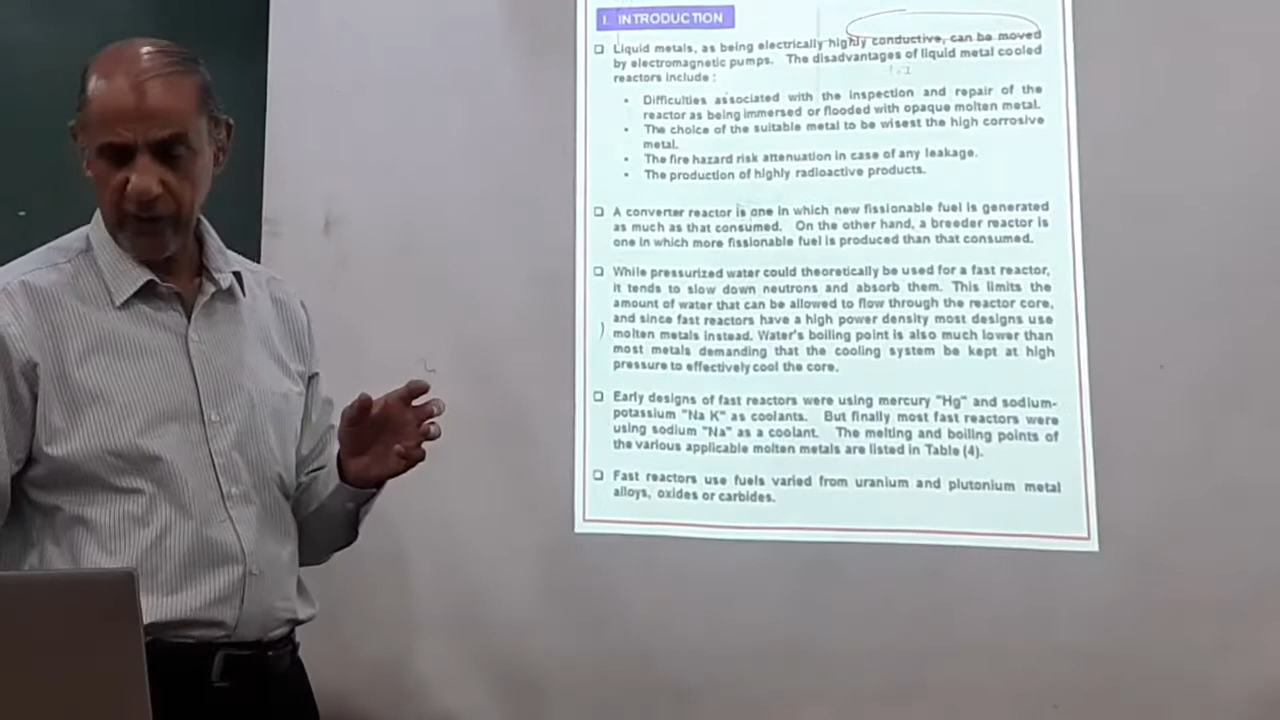 I. INTRODUCTION
❑ Liquid metals, as being electrically highly conductive, can be moved
by electromagnetic pumps. The disadvantages of liquid metal cooled
reactors include :
• Difficulties associated with the inspection and repair of the
reactor as being immersed or flooded with opaque molten metal.
• The choice of the suitable metal to be wisest the high corrosive
metal.
• The fire hazard risk attenuation in case of any leakage.
• The production of highly radioactive products.
❑ A converter reactor is one in which new fissionable fuel is generated
as much as that consumed. On the other hand, a breeder reactor is
one in which more fissionable fuel is produced than that consumed.
❑ While pressurized water could theoretically be used for a fast reactor,
it tends to slow down neutrons and absorb them. This limits the
amount of water that can be allowed to flow through the reactor core,
and since fast reactors have a high power density most designs use
molten metals instead. Water's boiling point is also much lower than
most metals demanding that the cooling system be kept at high
pressure to effectively cool the core.
❑ Early designs of fast reactors were using mercury "Hg" and sodium-
potassium "Na K" as coolants. But finally most fast reactors were
using sodium "Na" as a coolant. The melting and boiling points of
the various applicable molten metals are listed in Table (4).
❑ Fast reactors use fuels varied from uranium and plutonium metal
alloys, oxides or carbides.